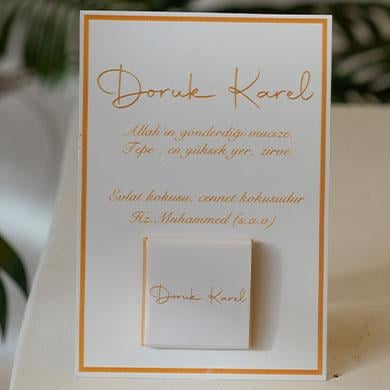 Doruk Karel
Allah'ın gönderdiği mucize.
Tepe , en yüksek yer, zirve.
Evlat kokusu, cennet kokusudur.
Hz.Muhammed (s.a.v)
Doruk Karel